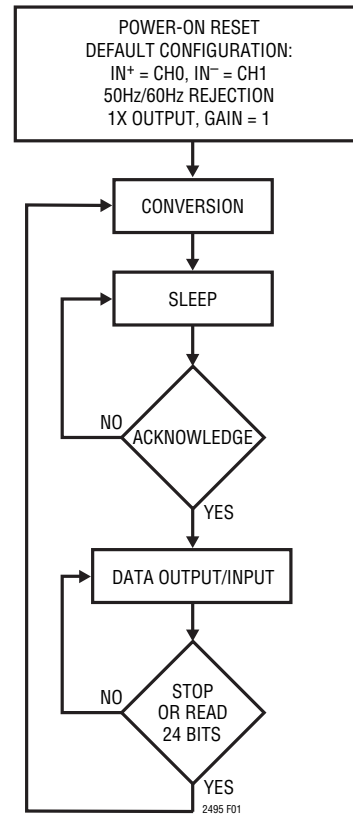 POWER-ON RESET
DEFAULT CONFIGURATION:
IN⁺ = CH0, IN⁻ = CH1
50Hz/60Hz REJECTION
1X OUTPUT, GAIN = 1
CONVERSION
SLEEP
NO
ACKNOWLEDGE
YES
DATA OUTPUT/INPUT
NO
STOP
OR READ
24 BITS
YES
2495 F01